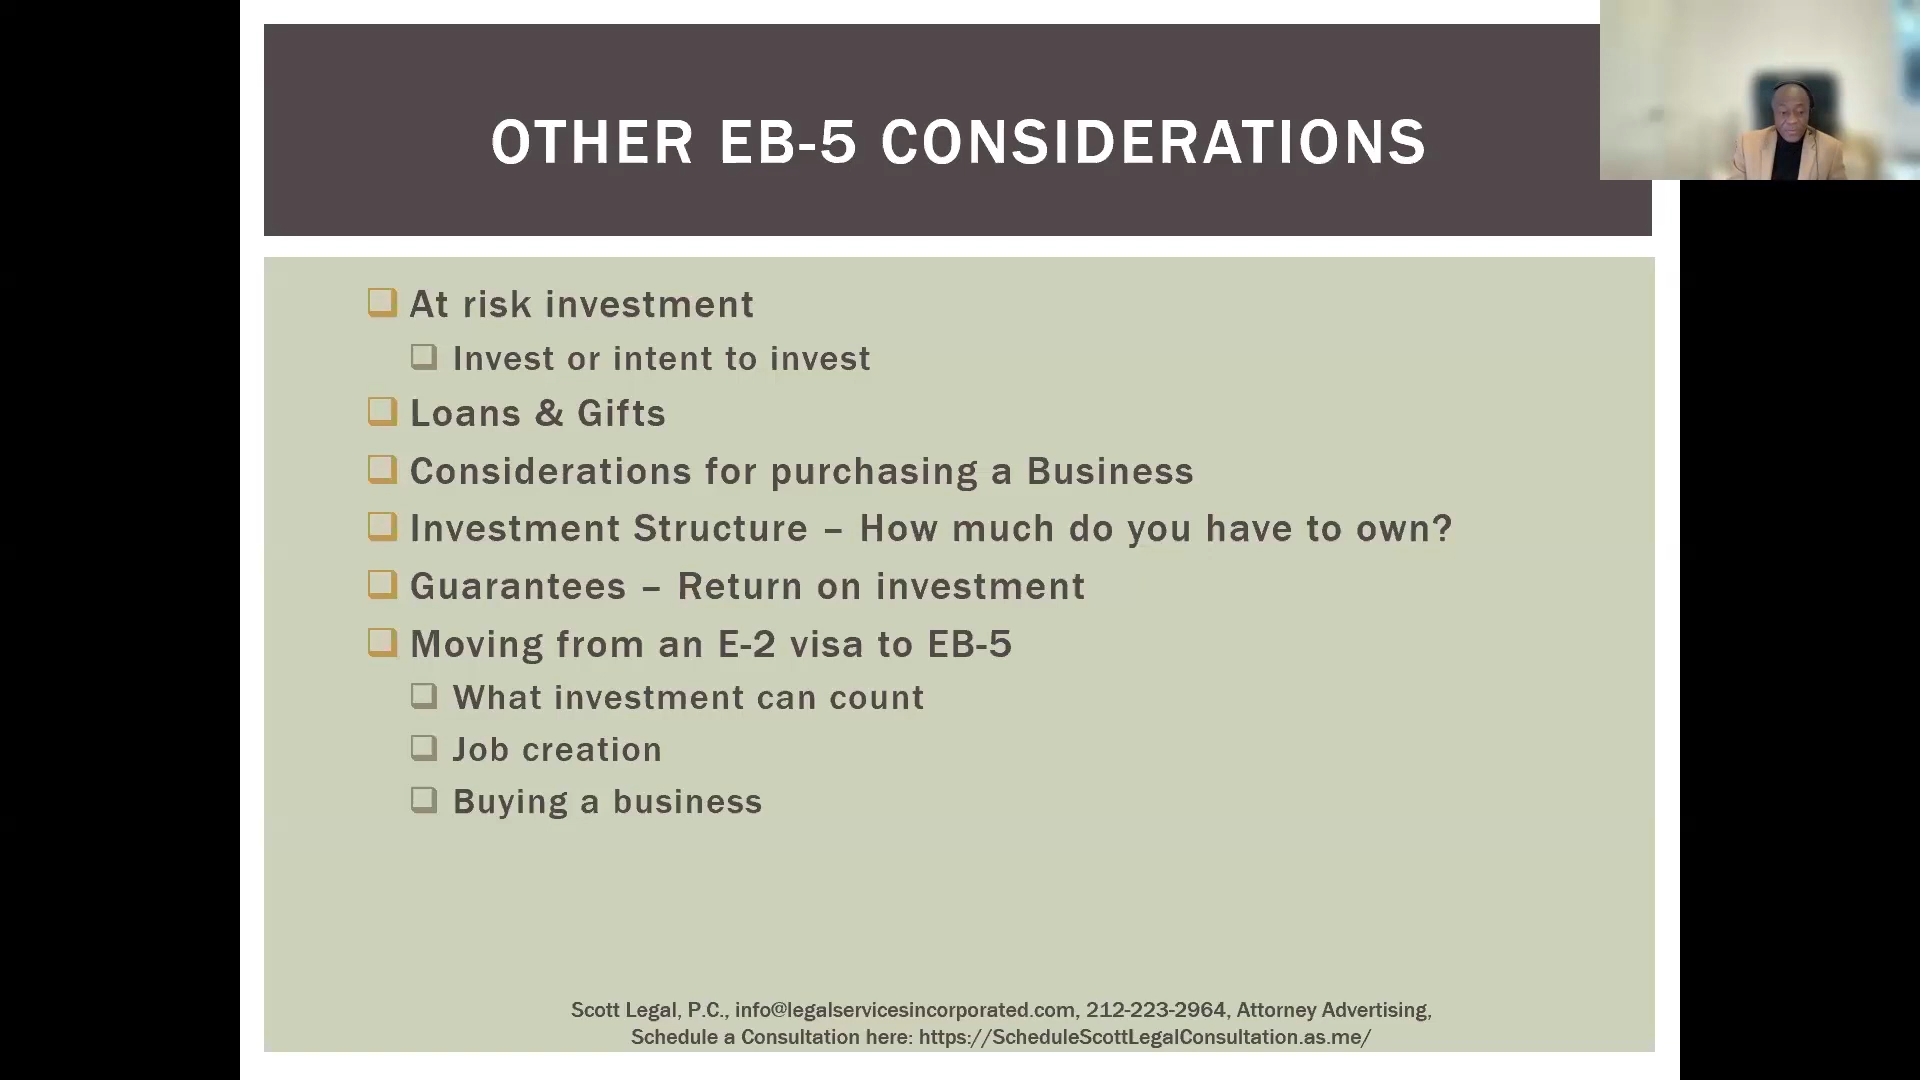 OTHER EB-5 CONSIDERATIONS
At risk investment
Invest or intent to invest
Loans & Gifts
Considerations for purchasing a Business
Investment Structure – How much do you have to own?
Guarantees – Return on investment
Moving from an E-2 visa to EB-5
What investment can count
Job creation
Buying a business
Scott Legal, P.C., info@legalservicesincorporated.com, 212-223-2964, Attorney Advertising,
Schedule a Consultation here: https://ScheduleScottLegalConsultation.as.me/